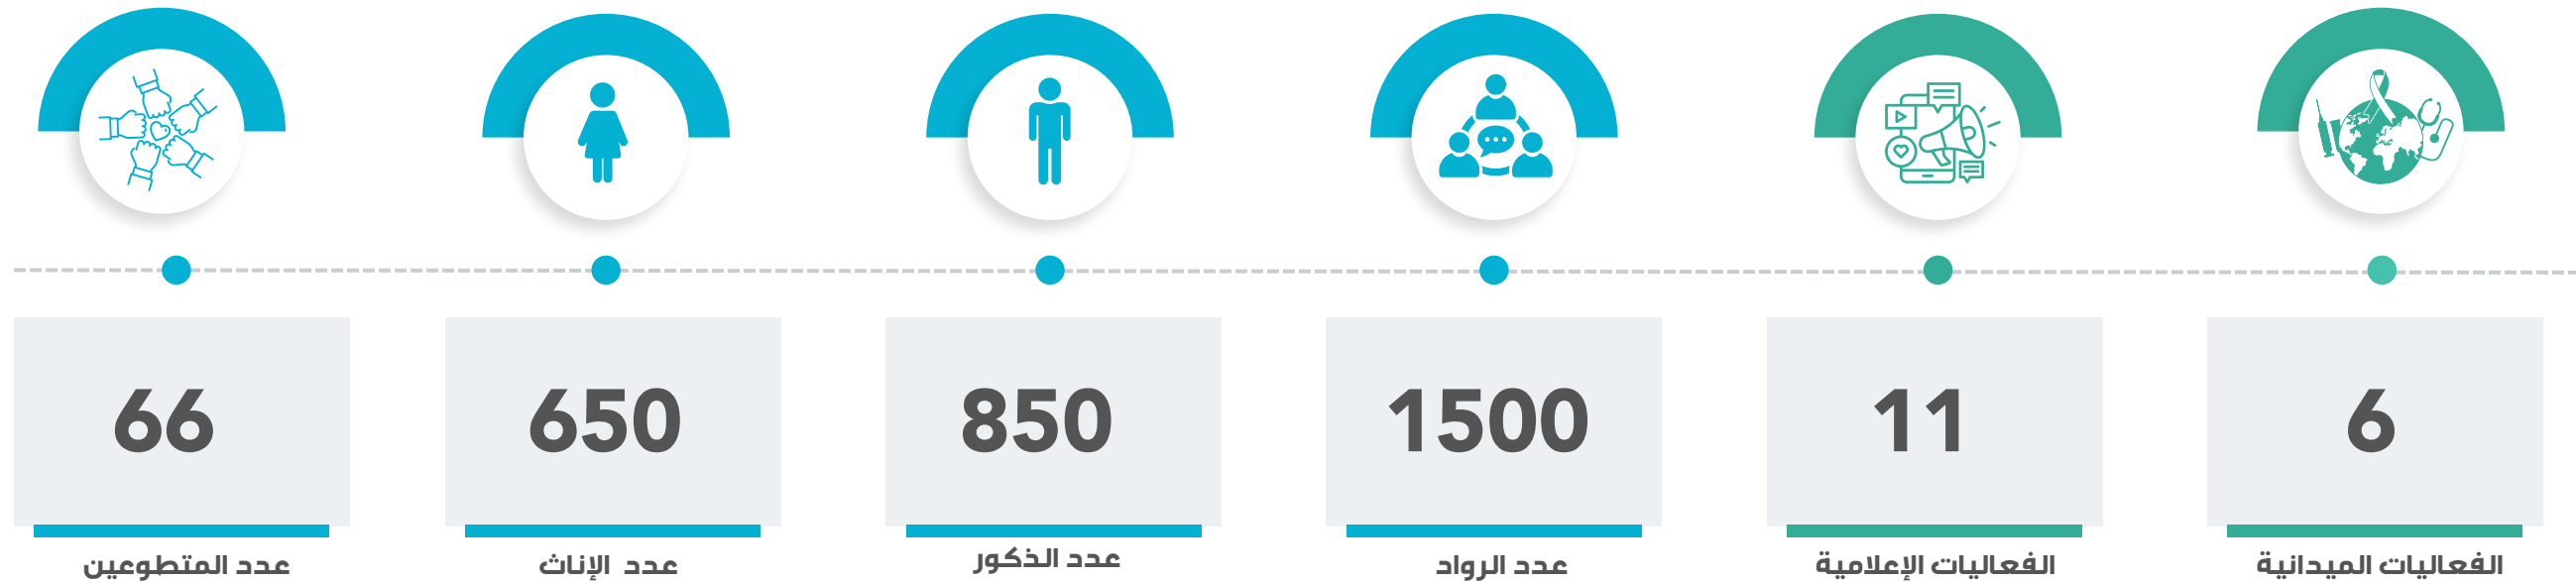 6
الفعاليات الميدانية
11
الفعاليات الإعلامية
1500
عدد الرواد
850
عدد الذكور
650
عدد الإناث
66
عدد المتطوعين